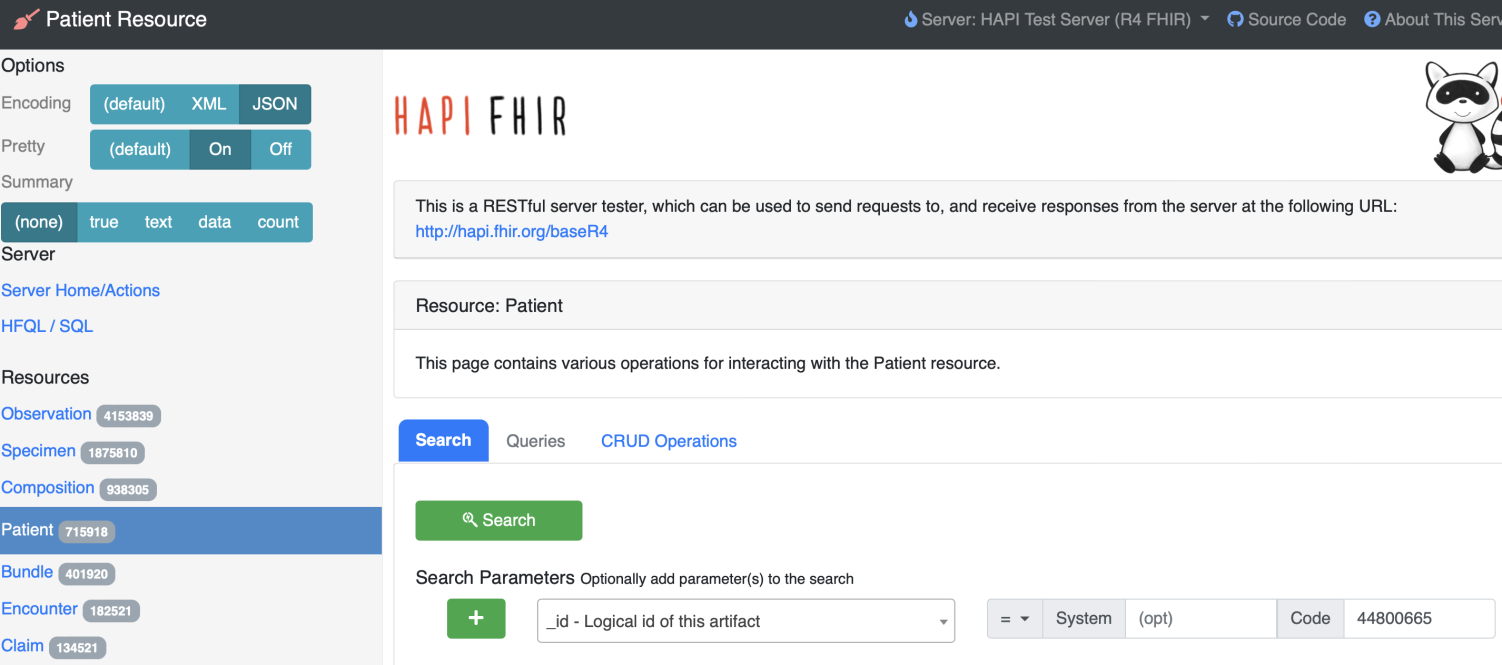 Patient Resource
Server: HAPI Test Server (R4 FHIR) Source Code About This Serv
Options
Encoding (default) XML JSON
Pretty (default) On Off
Summary
(none) true text data count
Server
Server Home/Actions
HFQL / SQL
Resources
Observation 4153839
Specimen 1875810
Composition 938305
Patient 715918
Bundle 401920
Encounter 182521
Claim 134521
HAPI FHIR
This is a RESTful server tester, which can be used to send requests to, and receive responses from the server at the following URL:
http://hapi.fhir.org/baseR4
Resource: Patient
This page contains various operations for interacting with the Patient resource.
Search Queries CRUD Operations
Search
Search Parameters Optionally add parameter(s) to the search
+ _id - Logical id of this artifact = System (opt) Code 44800665